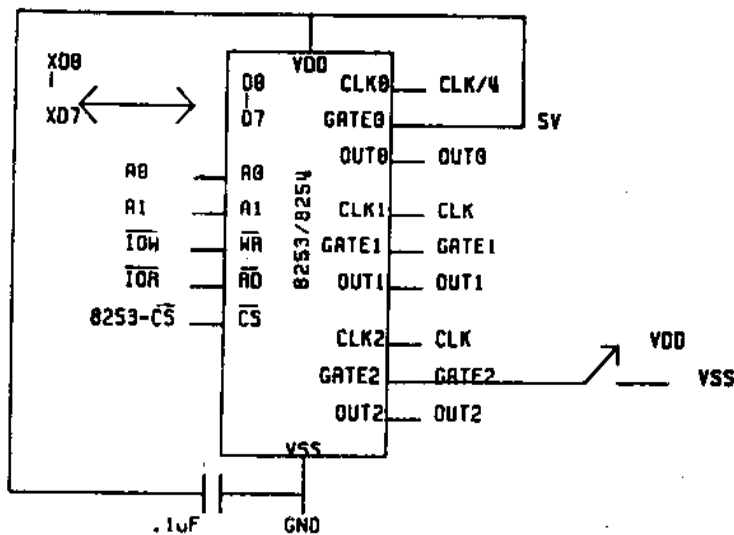 VDD
XD0
|
XD7
D0
|
D7
CLK0 CLK/4
GATE0 5V
OUT0 OUT0
A0 A0
A1 A1
8253/8254
CLK1 CLK
IOW WR
GATE1 GATE1
IOR RD
OUT1 OUT1
8253-CS CS
CLK2 CLK
VDD
GATE2 GATE2
VSS
OUT2 OUT2
VSS
.1uF GND